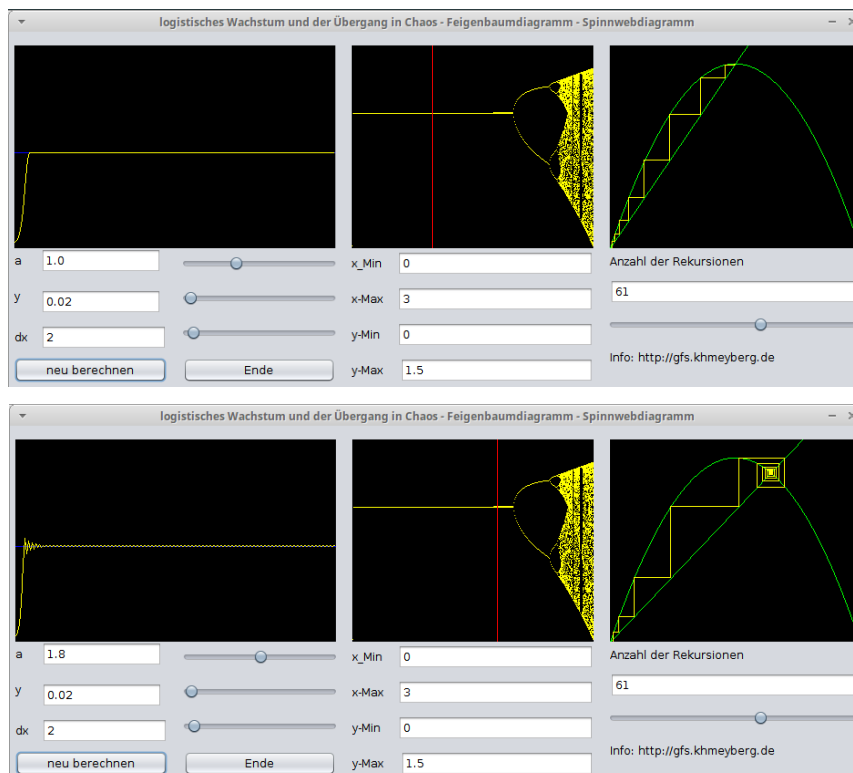 logistisches Wachstum und der Übergang in Chaos - Feigenbaumdiagramm - Spinnwebdiagramm
a 1.0 x_Min 0 Anzahl der Rekursionen
y 0.02 x-Max 3 61
dx 2 y-Min 0
neu berechnen Ende y-Max 1.5 Info: http://gfs.khmeyberg.de
logistisches Wachstum und der Übergang in Chaos - Feigenbaumdiagramm - Spinnwebdiagramm
a 1.8 x_Min 0 Anzahl der Rekursionen
y 0.02 x-Max 3 61
dx 2 y-Min 0
neu berechnen Ende y-Max 1.5 Info: http://gfs.khmeyberg.de